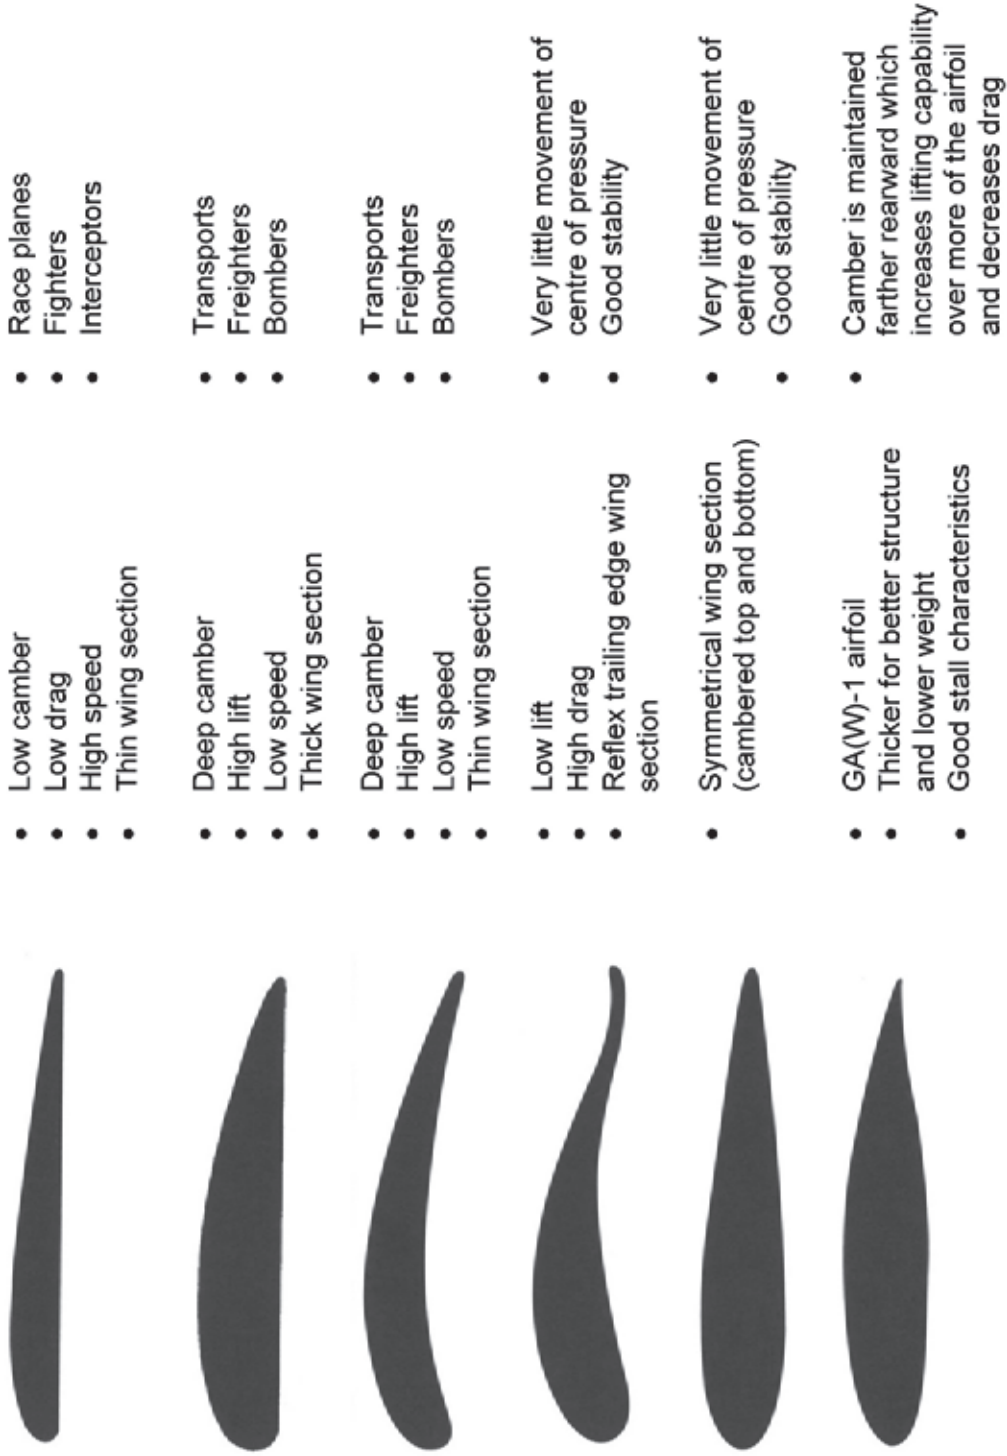 • Low camber
• Low drag
• High speed
• Thin wing section
• Race planes
• Fighters
• Interceptors
• Deep camber
• High lift
• Low speed
• Thick wing section
• Transports
• Freighters
• Bombers
• Deep camber
• High lift
• Low speed
• Thin wing section
• Transports
• Freighters
• Bombers
• Low lift
• High drag
• Reflex trailing edge wing
section
• Very little movement of
centre of pressure
• Good stability
• Symmetrical wing section
(cambered top and bottom)
• Very little movement of
centre of pressure
• Good stability
• GA(W)-1 airfoil
• Thicker for better structure
and lower weight
• Good stall characteristics
• Camber is maintained
farther rearward which
increases lifting capability
over more of the airfoil
and decreases drag